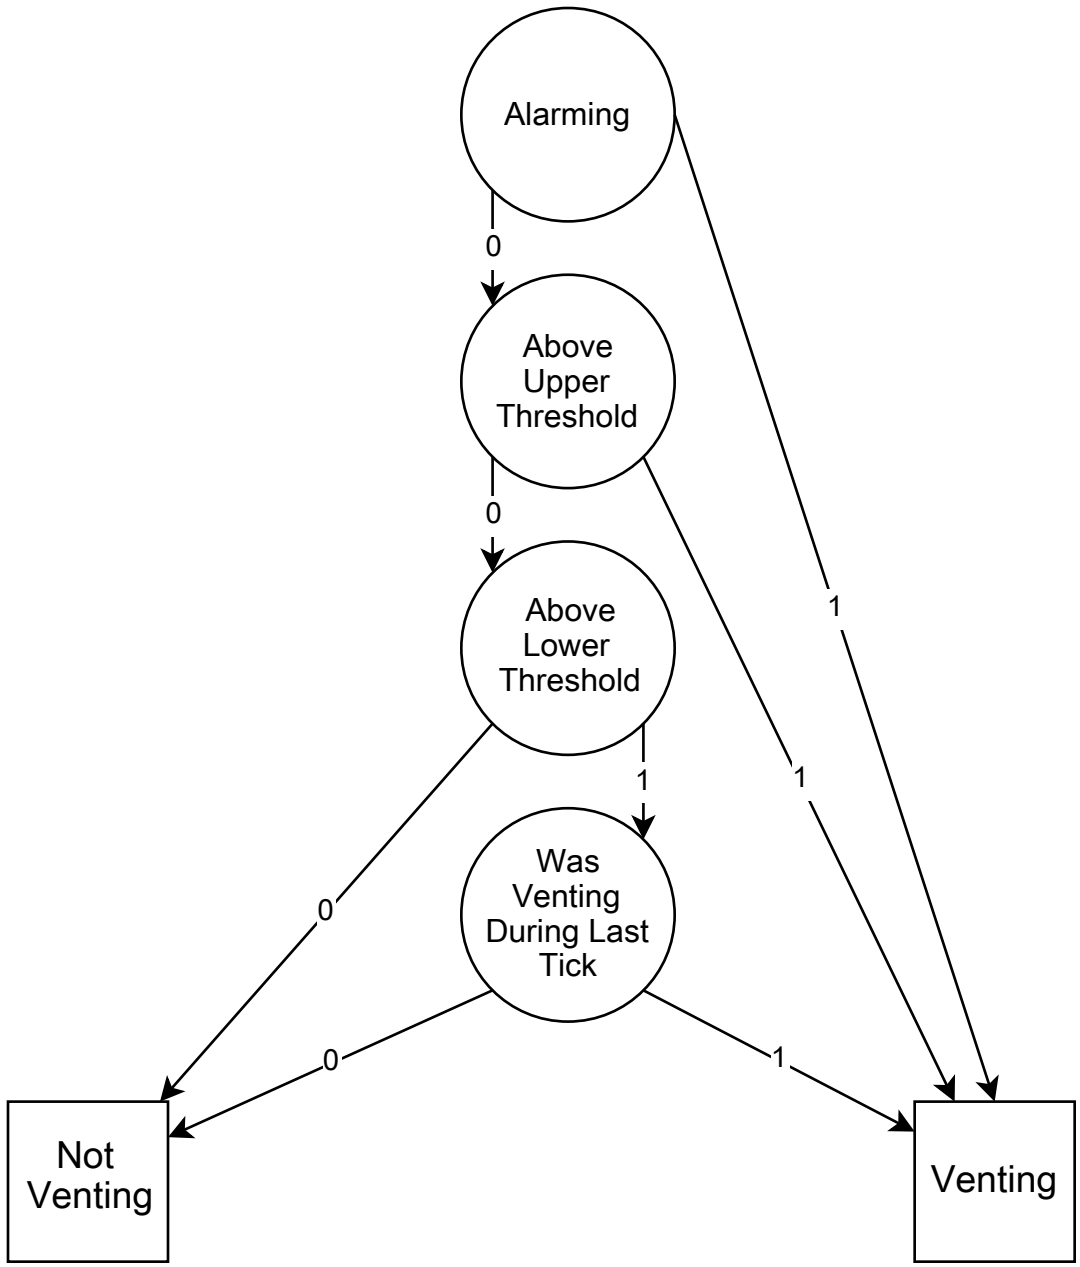 Alarming
0
Above
Upper
Threshold
0
Above
Lower
Threshold
1
1
1
Was
Venting
During Last
Tick
0
0
1
Not
Venting
Venting